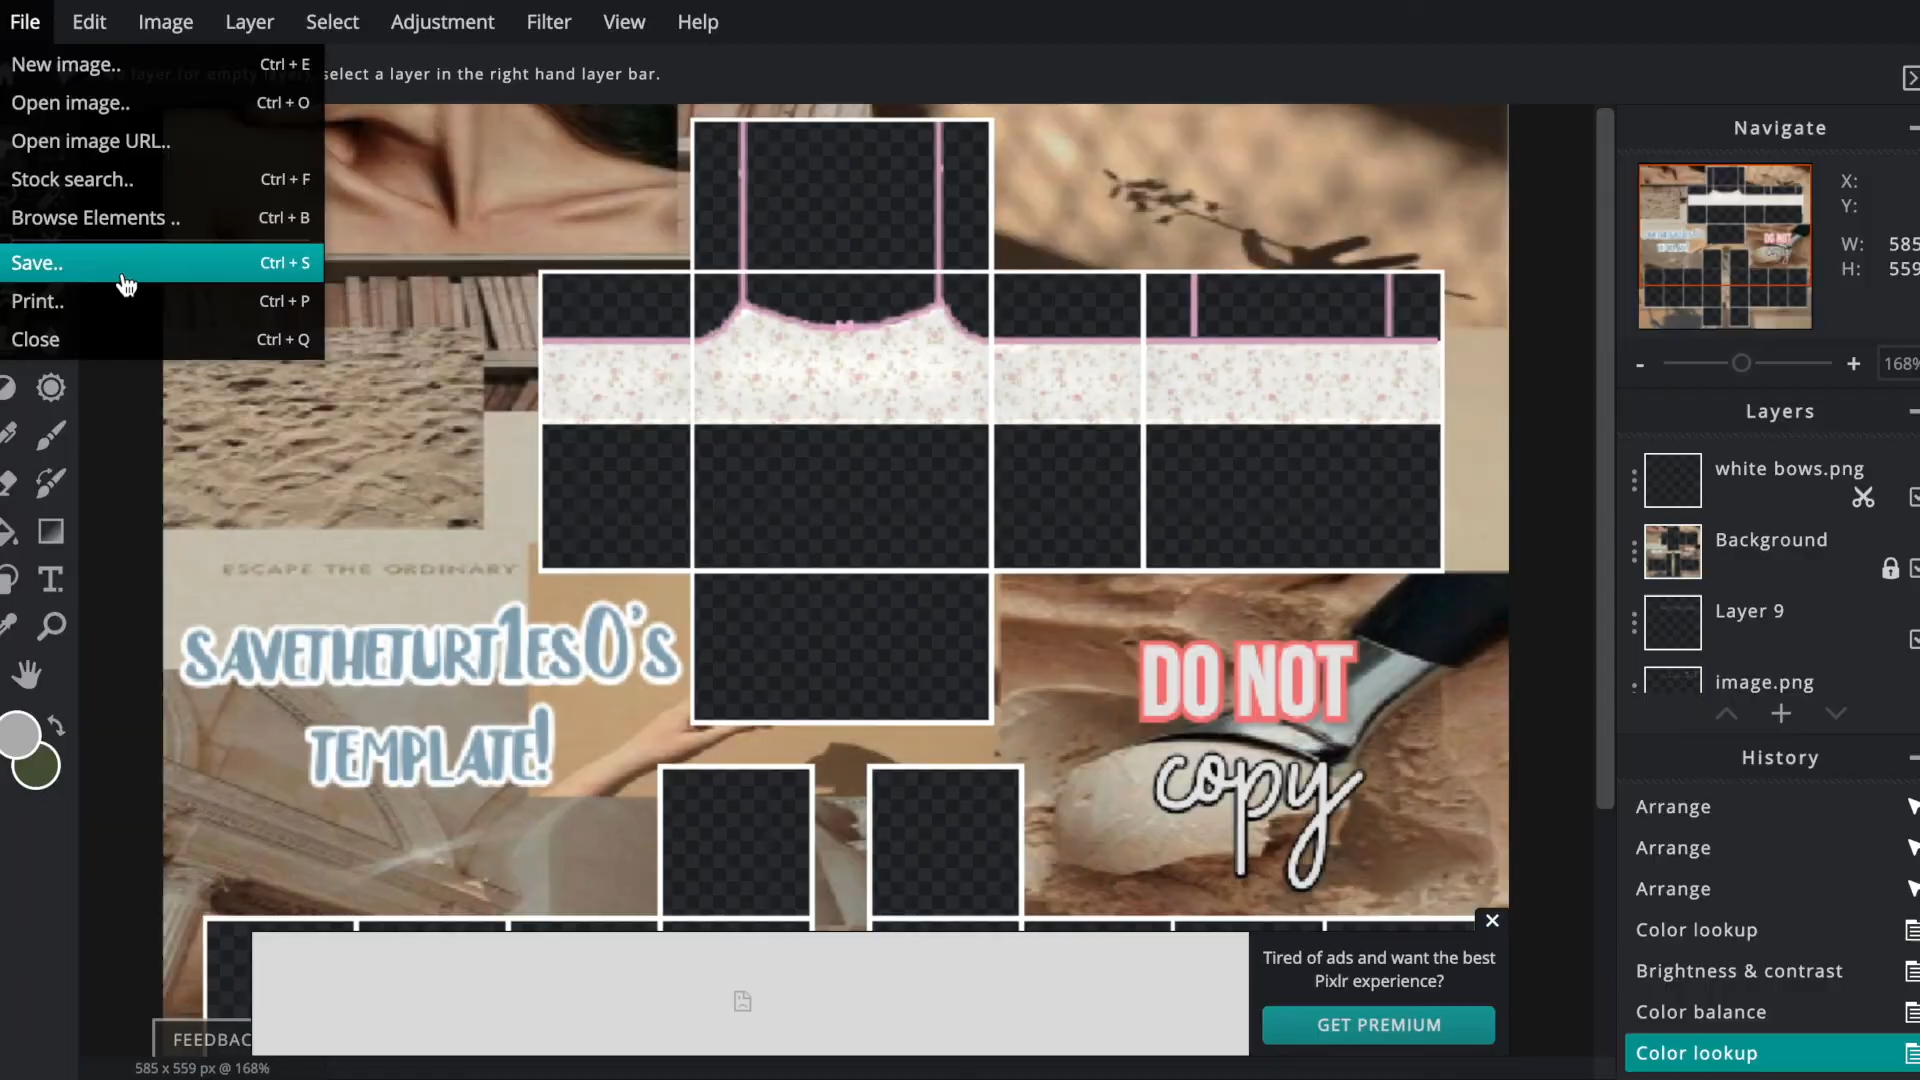 File Edit Image Layer Select Adjustment Filter View Help
New image.. Ctrl + E
layer for empty layer), select a layer in the right hand layer bar.
Open image.. Ctrl + O
Open image URL..
Stock search.. Ctrl + F
Browse Elements .. Ctrl + B
Save.. Ctrl + S
Print.. Ctrl + P
Close Ctrl + Q
ESCAPE THE ORDINARY
SAVETHETURT1ES0'S
TEMPLATE!
DO NOT
copy
Navigate
X:
Y:
W: 585
H: 559
- + 168%
Layers
white bows.png
Background
Layer 9
image.png
History
Arrange
Arrange
Arrange
Color lookup
Brightness & contrast
Color balance
Color lookup
Tired of ads and want the best
Pixlr experience?
GET PREMIUM
FEEDBAC
585 x 559 px @ 168%